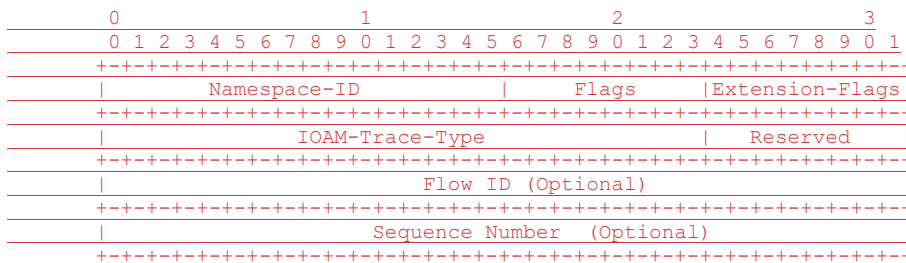 0                   1                   2                   3
 0 1 2 3 4 5 6 7 8 9 0 1 2 3 4 5 6 7 8 9 0 1 2 3 4 5 6 7 8 9 0 1
+-+-+-+-+-+-+-+-+-+-+-+-+-+-+-+-+-+-+-+-+-+-+-+-+-+-+-+-+-+-+-+-
|        Namespace-ID           |     Flags     |Extension-Flags
+-+-+-+-+-+-+-+-+-+-+-+-+-+-+-+-+-+-+-+-+-+-+-+-+-+-+-+-+-+-+-+-
|               IOAM-Trace-Type                 |   Reserved
+-+-+-+-+-+-+-+-+-+-+-+-+-+-+-+-+-+-+-+-+-+-+-+-+-+-+-+-+-+-+-+-
|                         Flow ID (Optional)
+-+-+-+-+-+-+-+-+-+-+-+-+-+-+-+-+-+-+-+-+-+-+-+-+-+-+-+-+-+-+-+-
|                     Sequence Number  (Optional)
+-+-+-+-+-+-+-+-+-+-+-+-+-+-+-+-+-+-+-+-+-+-+-+-+-+-+-+-+-+-+-+-